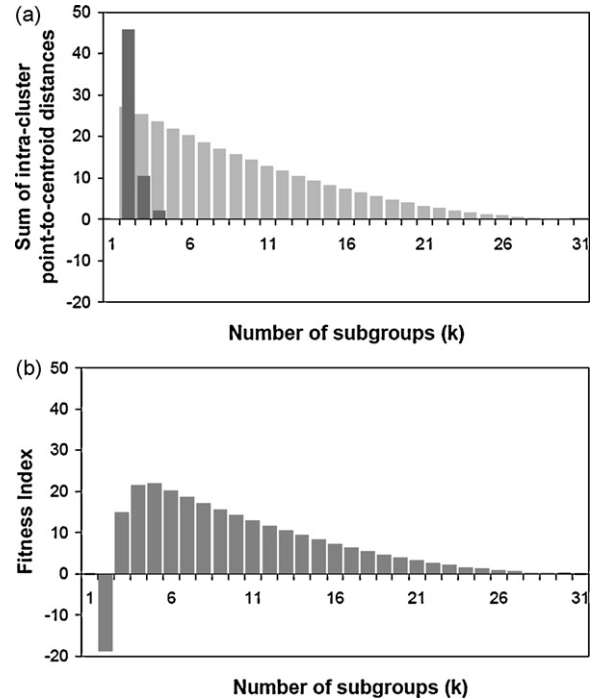 (a)
50
40
30
20
10
0
-10
-20
Sum of intra-cluster
point-to-centroid distances
1 6 11 16 21 26 31
Number of subgroups (k)
(b)
50
40
30
20
10
0
-10
-20
Fitness Index
1 6 11 16 21 26 31
Number of subgroups (k)